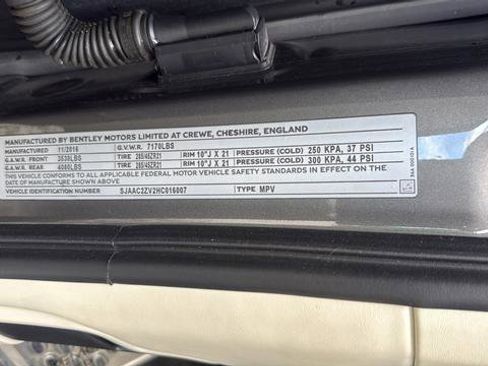 MANUFACTURED BY BENTLEY MOTORS LIMITED AT CREWE, CHESHIRE, ENGLAND
MANUFACTURED 11/2016 G.V.W.R. 7170LBS
G.A.W.R. FRONT 3538LBS TIRE 285/45ZR21 RIM 10"J X 21 PRESSURE (COLD) 250 KPA, 37 PSI
G.A.W.R. REAR 4080LBS TIRE 285/45ZR21 RIM 10"J X 21 PRESSURE (COLD) 300 KPA, 44 PSI
THIS VEHICLE CONFORMS TO ALL APPLICABLE FEDERAL MOTOR VEHICLE SAFETY STANDARDS IN EFFECT ON THE
DATE OF MANUFACTURE SHOWN ABOVE.
VEHICLE IDENTIFICATION NUMBER SJAAC2ZV2HC016007 TYPE MPV